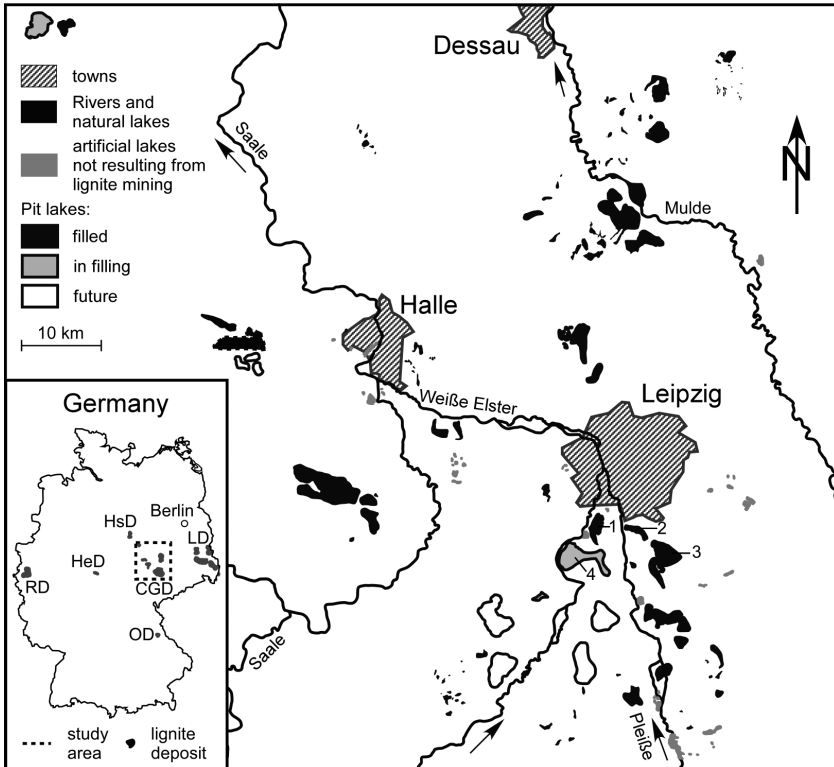 towns
Rivers and
natural lakes
artificial lakes
not resulting from
lignite mining
Pit lakes:
filled
in filling
future
10 km
Dessau
Saale
N
Mulde
Halle
Weiße Elster
Leipzig
1
2
3
4
Saale
Pleiße
Germany
Berlin
HsD
LD
HeD
RD
CGD
OD
study
area
lignite
deposit